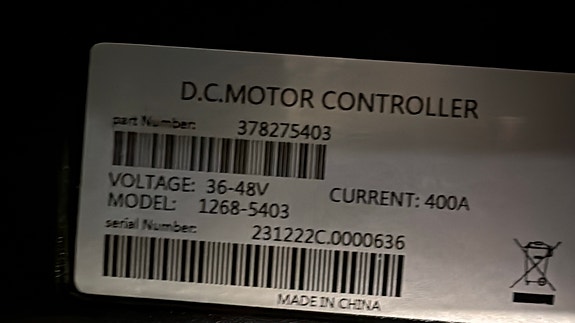 D.C.MOTOR CONTROLLER
part Number: 378275403
VOLTAGE: 36-48V CURRENT: 400A
MODEL: 1268-5403
serial Number: 231222C.0000636
MADE IN CHINA